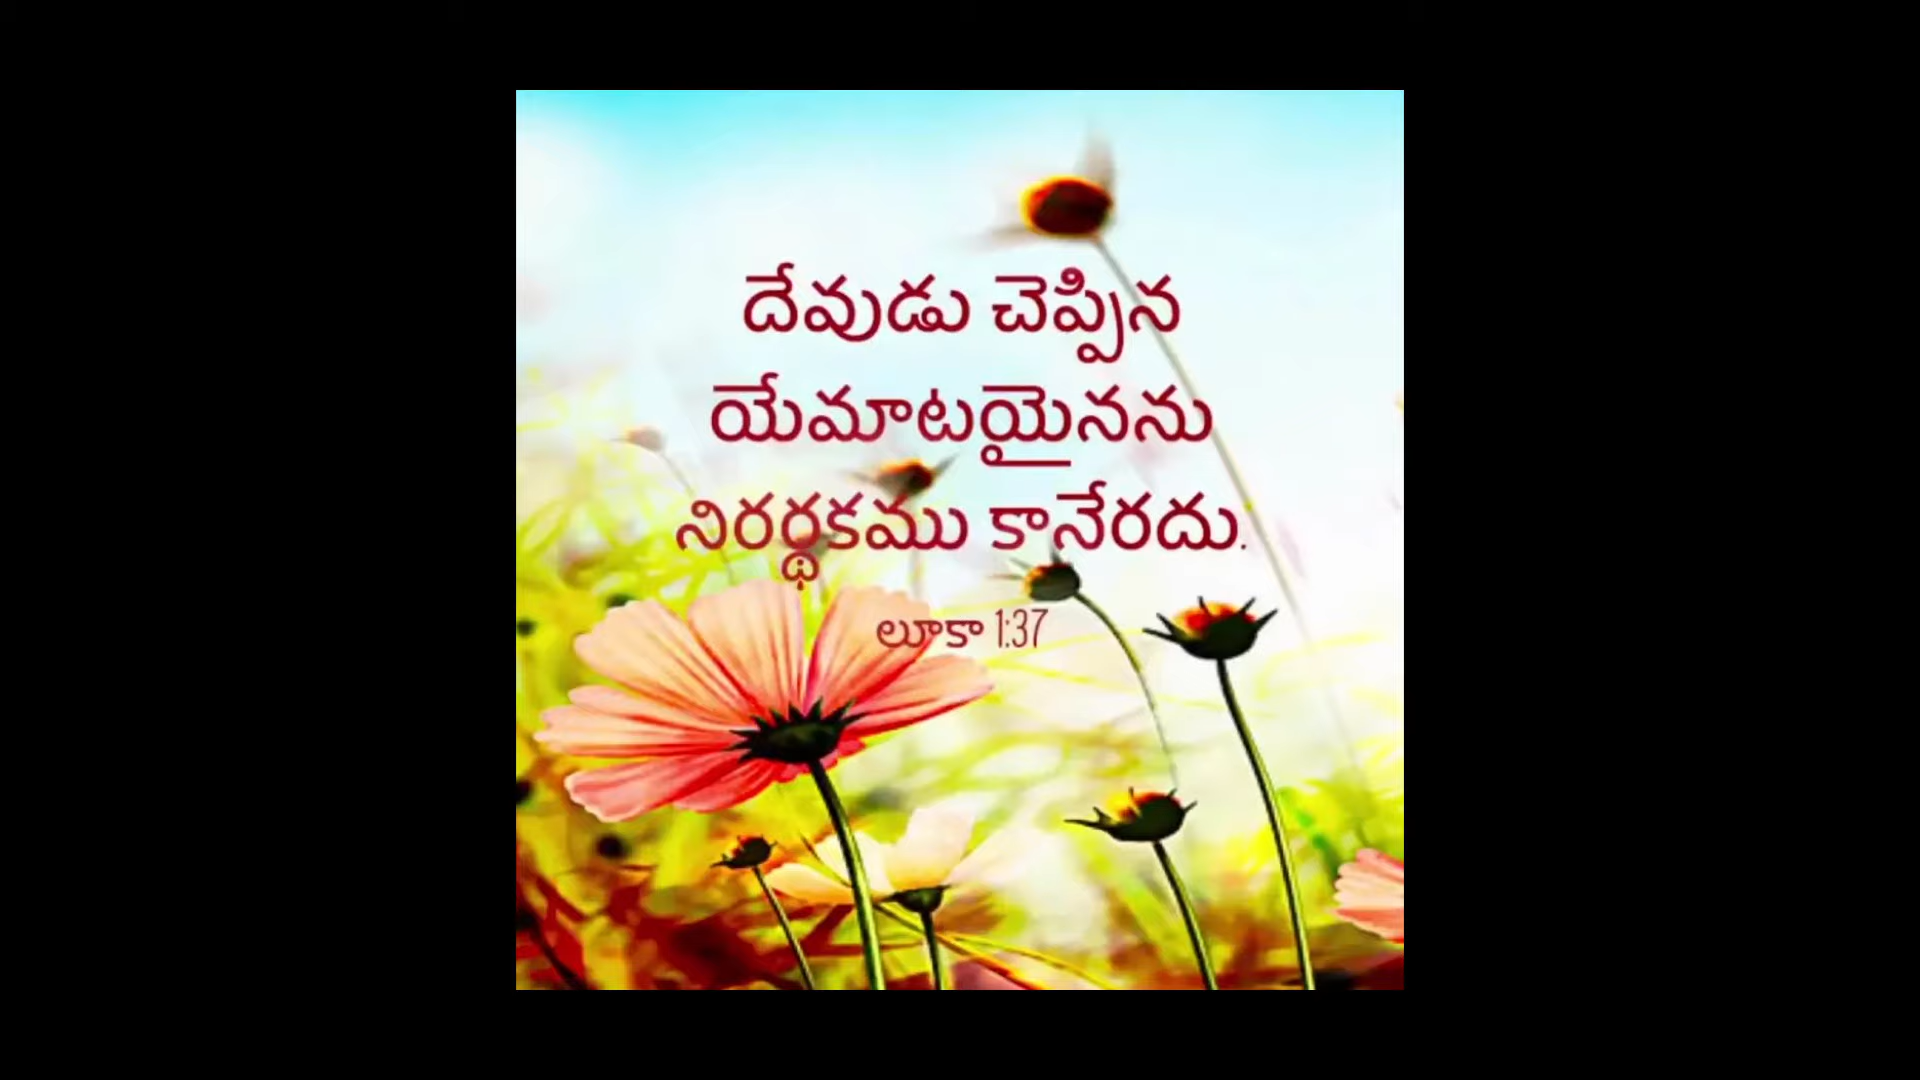 దేవుడు చెప్పిన
యేమాటయైనను
నిరర్థకము కానేరదు.
లూకా 1:37